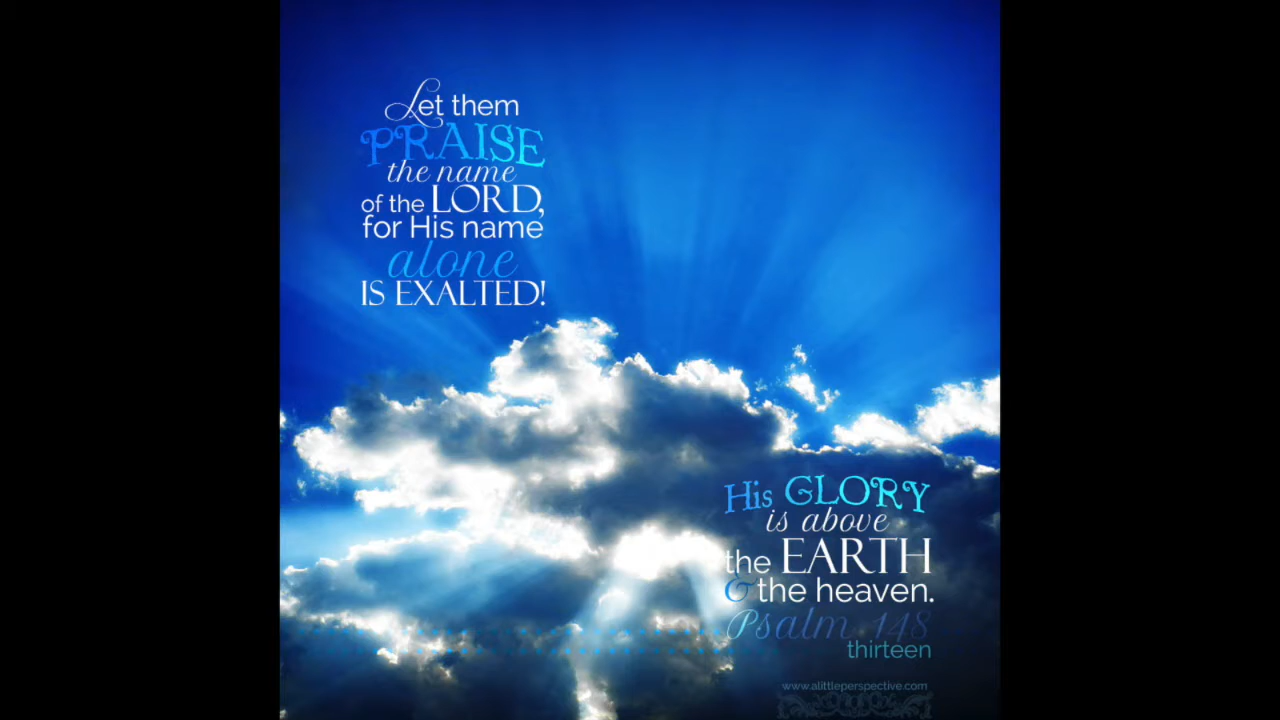 Let them
PRAISE
the name
of the LORD,
for His name
alone
IS EXALTED!
His GLORY
is above
the EARTH
& the heaven.
Psalm 148
thirteen
www.alittleperspective.com